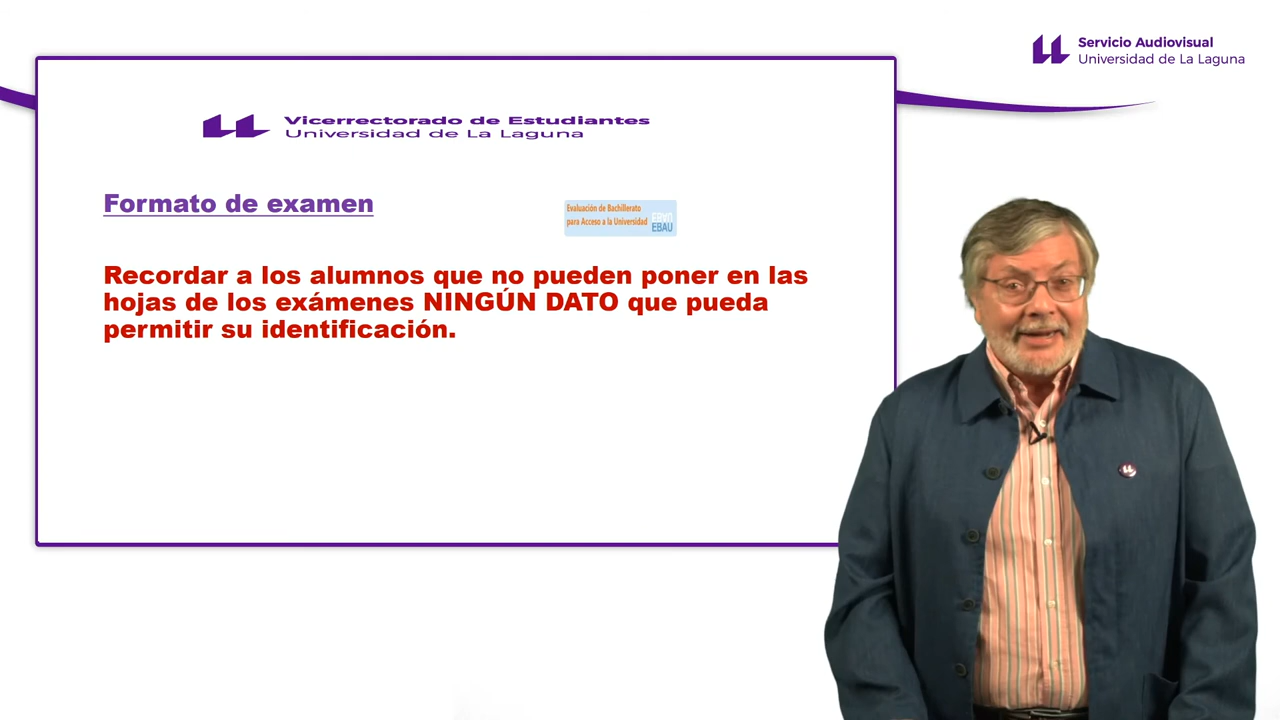 Servicio Audiovisual
Universidad de La Laguna
Vicerrectorado de Estudiantes
Universidad de La Laguna
Formato de examen
Evaluación de Bachillerato
para Acceso a la Universidad
EBAU
EBAU
Recordar a los alumnos que no pueden poner en las
hojas de los exámenes NINGÚN DATO que pueda
permitir su identificación.